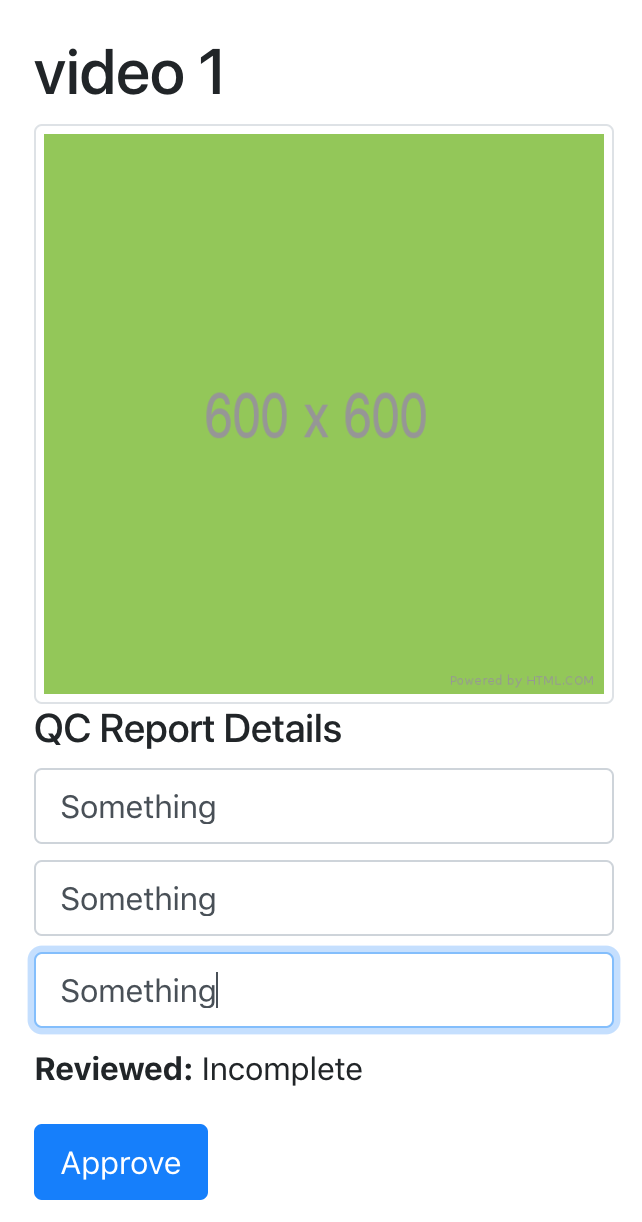 video 1
600 x 600
Powered by HTML.COM
QC Report Details
Something
Something
Something
Reviewed: Incomplete
Approve